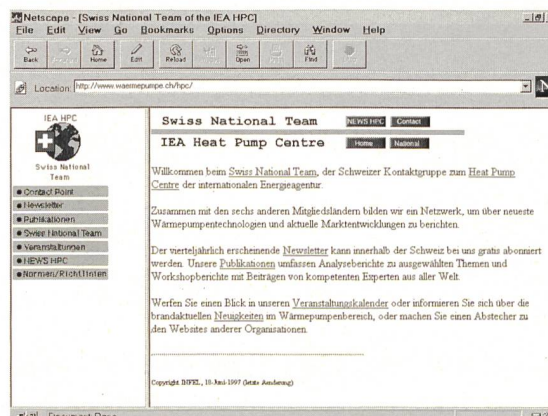 Netscape - [Swiss National Team of the IEA HPC]
File Edit View Go Bookmarks Options Directory Window Help
Back Home Edit Reload Open Find
Location: http://www.waermepumpe.ch/hpc/
IEA HPC
Swiss National
Team
Contact Point
Newsletter
Publikationen
Swiss National Team
Veranstaltungen
NEWS HPC
Normen/Richtlinien
Swiss National Team NEWS HPC Contact
IEA Heat Pump Centre Home National
Willkommen beim Swiss National Team, der Schweizer Kontaktgruppe zum Heat Pump
Centre der internationalen Energieagentur.
Zusammen mit den sechs anderen Mitgliedsländern bilden wir ein Netzwerk, um über neueste
Wärmepumpentechnologien und aktuelle Marktentwicklungen zu berichten.
Der vierteljährlich erscheinende Newsletter kann innerhalb der Schweiz bei uns gratis abonniert
werden. Unsere Publikationen umfassen Analyseberichte zu ausgewählten Themen und
Workshopberichte mit Beiträgen von kompetenten Experten aus aller Welt.
Werfen Sie einen Blick in unseren Veranstaltungskalender oder informieren Sie sich über die
brandaktuellen Neuigkeiten im Wärmepumpenbereich, oder machen Sie einen Abstecher zu
den Websites anderer Organisationen.
Copyright INFEL, 19-Juni-1997 (letzte Aenderung)